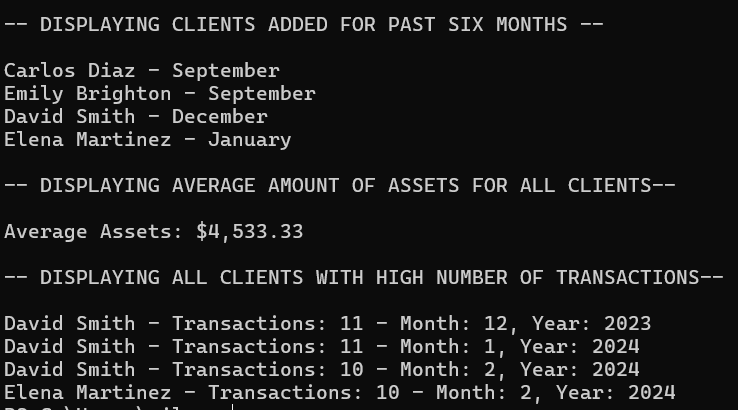 -- DISPLAYING CLIENTS ADDED FOR PAST SIX MONTHS --
Carlos Diaz - September
Emily Brighton - September
David Smith - December
Elena Martinez - January
-- DISPLAYING AVERAGE AMOUNT OF ASSETS FOR ALL CLIENTS--
Average Assets: $4,533.33
-- DISPLAYING ALL CLIENTS WITH HIGH NUMBER OF TRANSACTIONS--
David Smith - Transactions: 11 - Month: 12, Year: 2023
David Smith - Transactions: 11 - Month: 1, Year: 2024
David Smith - Transactions: 10 - Month: 2, Year: 2024
Elena Martinez - Transactions: 10 - Month: 2, Year: 2024